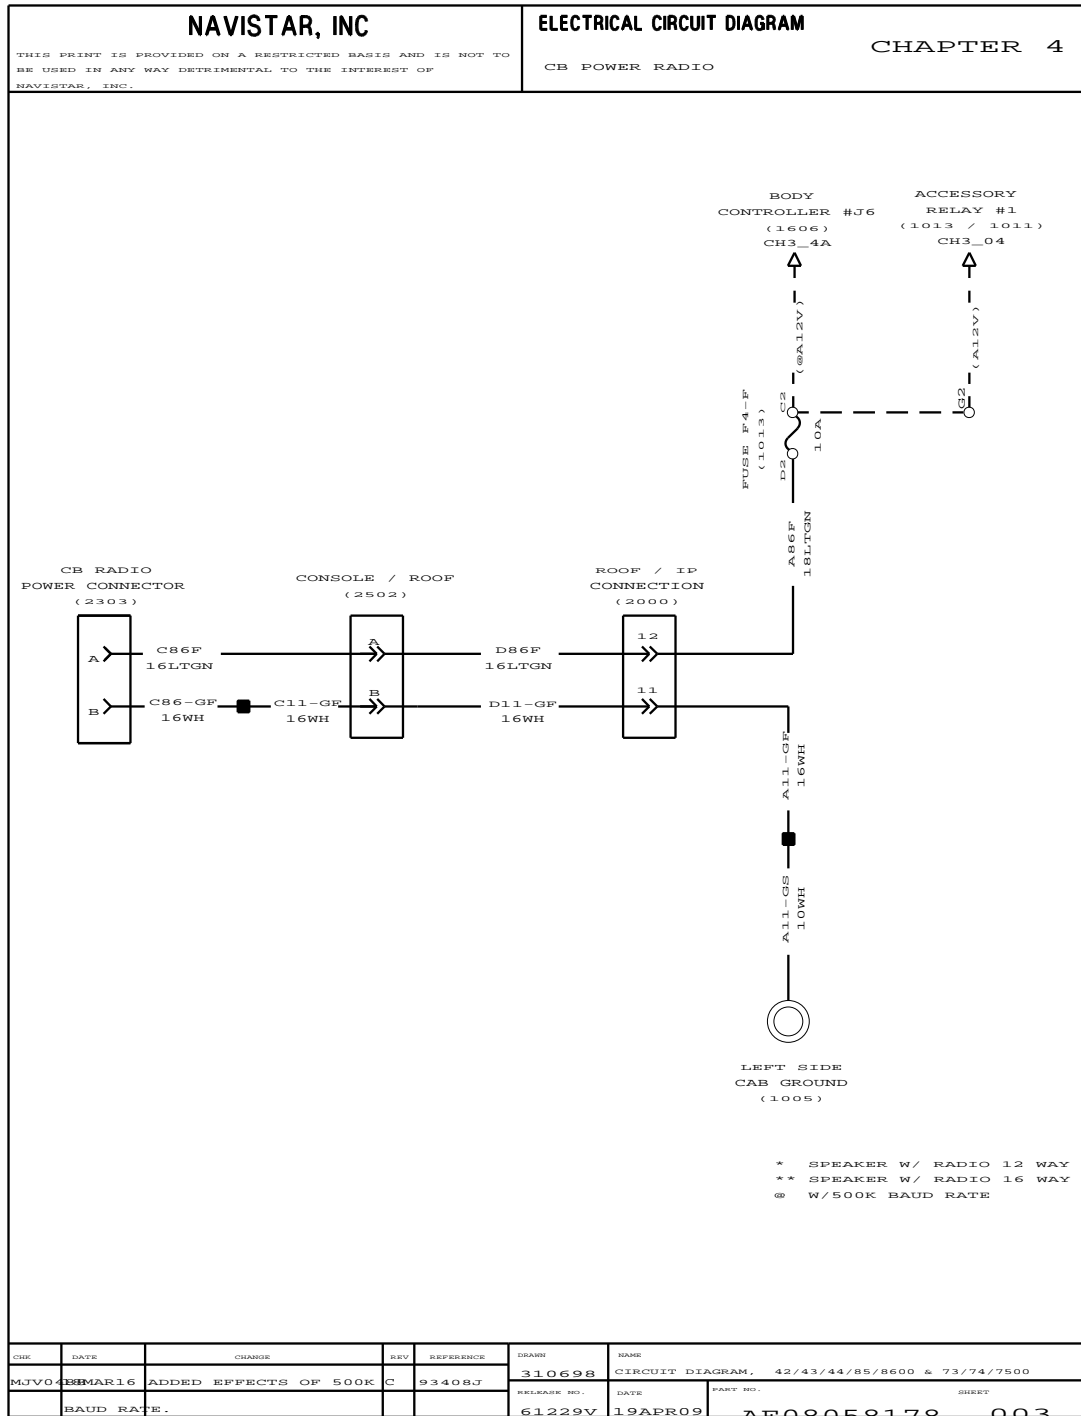 NAVISTAR, INC
THIS PRINT IS PROVIDED ON A RESTRICTED BASIS AND IS NOT TO
BE USED IN ANY WAY DETRIMENTAL TO THE INTEREST OF
NAVISTAR, INC.
ELECTRICAL CIRCUIT DIAGRAM
CB POWER RADIO
CHAPTER 4
BODY
CONTROLLER #J6
(1606)
CH3_4A
ACCESSORY
RELAY #1
(1013 / 1011)
CH3_04
(@A12V)
(A12V)
C2
G2
FUSE F4-F
(1013)
10A
D2
A86F
18LTGN
CB RADIO
POWER CONNECTOR
(2303)
CONSOLE / ROOF
(2502)
ROOF / IP
CONNECTION
(2000)
A
C86F
16LTGN
A
D86F
16LTGN
12
B
C86-GF
16WH
C11-GF
16WH
B
D11-GF
16WH
11
A11-GF
16WH
A11-GS
10WH
LEFT SIDE
CAB GROUND
(1005)
* SPEAKER W/ RADIO 12 WAY
** SPEAKER W/ RADIO 16 WAY
@ W/500K BAUD RATE
CHK DATE CHANGE REV REFERENCE
ADDED EFFECTS OF 500K C 93408J
BAUD RATE.
DRAWN
310698
NAME
CIRCUIT DIAGRAM, 42/43/44/85/8600 & 73/74/7500
RELEASE NO.
61229V
DATE
19APR09
PART NO.
AF08058178
SHEET
003